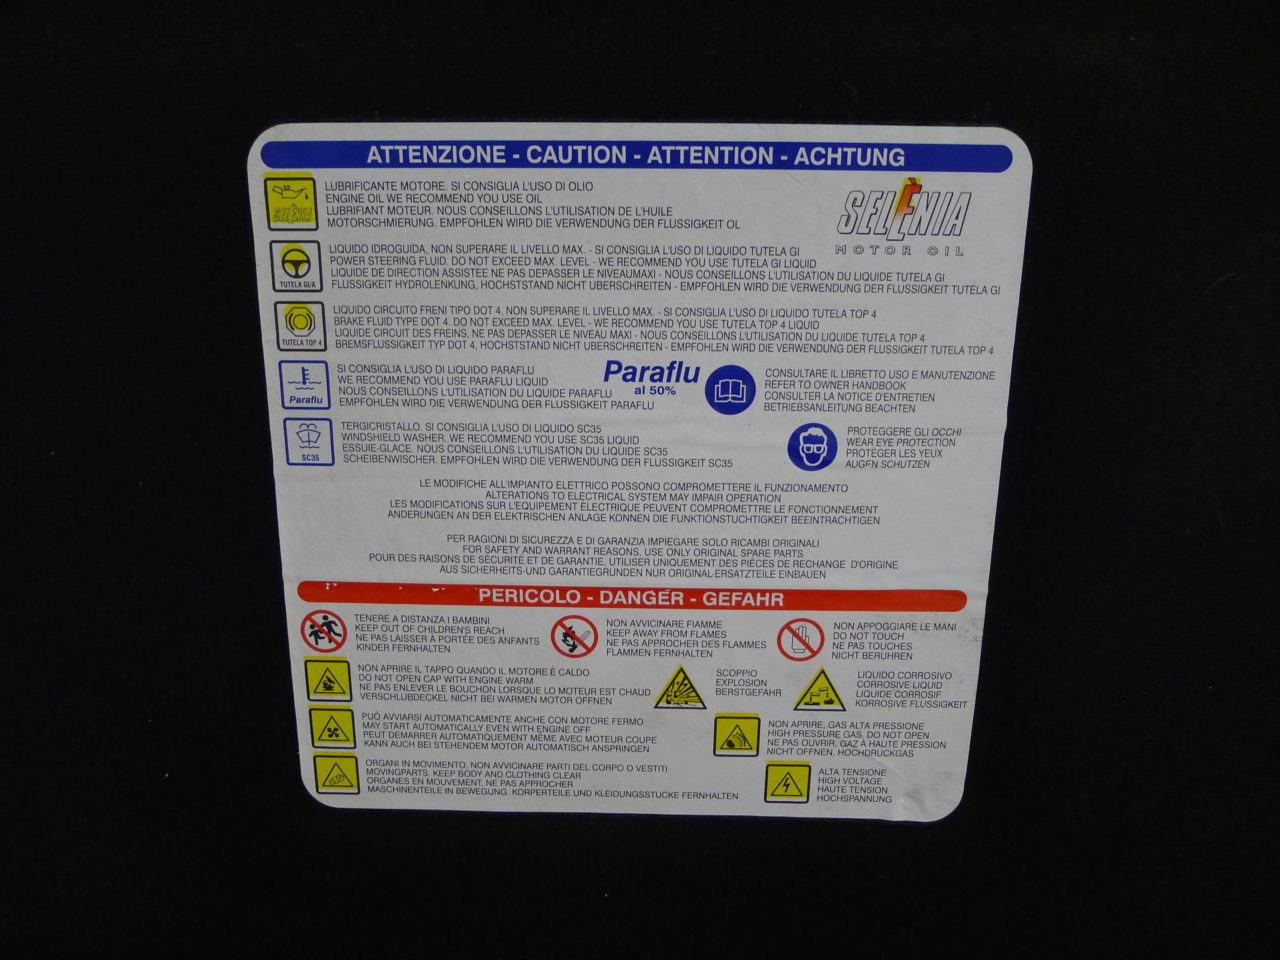 ATTENZIONE - CAUTION - ATTENTION - ACHTUNG
SELENIA
LUBRIFICANTE MOTORE. SI CONSIGLIA L'USO DI OLIO
ENGINE OIL WE RECOMMEND YOU USE OIL
LUBRIFIANT MOTEUR. NOUS CONSEILLONS L'UTILISATION DE L'HUILE
MOTORSCHMIERUNG. EMPFOHLEN WIRD DIE VERWENDUNG DER FLUSSIGKEIT OL
SELÈNIA
MOTOR OIL
TUTELA GI/A
LIQUIDO IDROGUIDA, NON SUPERARE IL LIVELLO MAX. - SI CONSIGLIA L'USO DI LIQUIDO TUTELA GI
POWER STEERING FLUID. DO NOT EXCEED MAX. LEVEL - WE RECOMMEND YOU USE TUTELA GI LIQUID
LIQUIDE DE DIRECTION ASSISTEE NE PAS DEPASSER LE NIVEAUMAXI - NOUS CONSEILLONS L'UTILISATION DU LIQUIDE TUTELA GI
FLUSSIGKEIT HYDROLENKUNG, HOCHSTSTAND NICHT UBERSCHREITEN - EMPFOHLEN WIRD DIE VERWENDUNG DER FLUSSIGKEIT TUTELA GI
TUTELA TOP 4
LIQUIDO CIRCUITO FRENI TIPO DOT 4, NON SUPERARE IL LIVELLO MAX. - SI CONSIGLIA L'USO DI LIQUIDO TUTELA TOP 4
BRAKE FLUID TYPE DOT 4. DO NOT EXCEED MAX. LEVEL - WE RECOMMEND YOU USE TUTELA TOP 4 LIQUID
LIQUIDE CIRCUIT DES FREINS, NE PAS DEPASSER LE NIVEAU MAXI - NOUS CONSEILLONS L'UTILISATION DU LIQUIDE TUTELA TOP 4
BREMSFLUSSIGKEIT TYP DOT 4, HOCHSTSTAND NICHT UBERSCHREITEN - EMPFOHLEN WIRD DIE VERWENDUNG DER FLUSSIGKEIT TUTELA TOP 4
Paraflu
SI CONSIGLIA L'USO DI LIQUIDO PARAFLU
WE RECOMMEND YOU USE PARAFLU LIQUID
NOUS CONSEILLONS L'UTILISATION DU LIQUIDE PARAFLU
EMPFOHLEN WIRD DIE VERWENDUNG DER FLUSSIGKEIT PARAFLU
Paraflu
al 50%
CONSULTARE IL LIBRETTO USO E MANUTENZIONE
REFER TO OWNER HANDBOOK
CONSULTER LA NOTICE D'ENTRETIEN
BETRIEBSANLEITUNG BEACHTEN
SC35
TERGICRISTALLO. SI CONSIGLIA L'USO DI LIQUIDO SC35
WINDSHIELD WASHER. WE RECOMMEND YOU USE SC35 LIQUID
ESSUIE-GLACE. NOUS CONSEILLONS L'UTILISATION DU LIQUIDE SC35
SCHEIBENWISCHER. EMPFOHLEN WIRD DIE VERWENDUNG DER FLUSSIGKEIT SC35
PROTEGGERE GLI OCCHI
WEAR EYE PROTECTION
PROTÉGER LES YEUX
AUGEN SCHUTZEN
LE MODIFICHE ALL'IMPIANTO ELETTRICO POSSONO COMPROMETTERE IL FUNZIONAMENTO
ALTERATIONS TO ELECTRICAL SYSTEM MAY IMPAIR OPERATION
LES MODIFICATIONS SUR L'EQUIPEMENT ÉLECTRIQUE PEUVENT COMPROMETTRE LE FONCTIONNEMENT
ÄNDERUNGEN AN DER ELEKTRISCHEN ANLAGE KONNEN DIE FUNKTIONSTUCHTIGKEIT BEEINTRACHTIGEN
PER RAGIONI DI SICUREZZA E DI GARANZIA IMPIEGARE SOLO RICAMBI ORIGINALI
FOR SAFETY AND WARRANT REASONS, USE ONLY ORIGINAL SPARE PARTS
POUR DES RAISONS DE SÉCURITÉ ET DE GARANTIE, UTILISER UNIQUEMENT DES PIÈCES DE RECHANGE D'ORIGINE
AUS SICHERHEITS-UND GARANTIEGRUNDEN NUR ORIGINAL-ERSATZTEILE EINBAUEN
PERICOLO - DANGER - GEFAHR
TENERE A DISTANZA I BAMBINI
KEEP OUT OF CHILDREN'S REACH
NE PAS LAISSER À PORTÉE DES ANFANTS
KINDER FERNHALTEN
NON AVVICINARE FIAMME
KEEP AWAY FROM FLAMES
NE PAS APPROCHER DES FLAMMES
FLAMMEN FERNHALTEN
NON APPOGGIARE LE MANI
DO NOT TOUCH
NE PAS TOUCHES
NICHT BERUHREN
NON APRIRE IL TAPPO QUANDO IL MOTORE È CALDO
DO NOT OPEN CAP WITH ENGINE WARM
NE PAS ENLEVER LE BOUCHON LORSQUE LO MOTEUR EST CHAUD
VERSCHLUBDECKEL NICHT BEI WARMEN MOTOR OFFNEN
SCOPPIO
EXPLOSION
BERSTGEFAHR
LIQUIDO CORROSIVO
CORROSIVE LIQUID
LIQUIDE CORROSIF
KORROSIVE FLUSSIGKEIT
PUÒ AVVIARSI AUTOMATICAMENTE ANCHE CON MOTORE FERMO
MAY START AUTOMATICALLY EVEN WITH ENGINE OFF
PEUT DEMARRER AUTOMATIQUEMENT MÊME AVEC MOTEUR COUPE
KANN AUCH BEI STEHENDEM MOTOR AUTOMATISCH ANSPRINGEN
NON APRIRE, GAS ALTA PRESSIONE
HIGH PRESSURE GAS, DO NOT OPEN
NE PAS OUVRIR, GAZ À HAUTE PRESSION
NICHT OFFNEN, HOCHDRUCKGAS
ORGANI IN MOVIMENTO, NON AVVICINARE PARTI DEL CORPO O VESTITI
MOVINGPARTS. KEEP BODY AND CLOTHING CLEAR
ORGANES EN MOUVEMENT, NE PAS APPROCHER
MASCHINENTEILE IN BEWEGUNG. KORPERTEILE UND KLEIDUNGSSTUCKE FERNHALTEN
ALTA TENSIONE
HIGH VOLTAGE
HAUTE TENSION
HOCHSPANNUNG